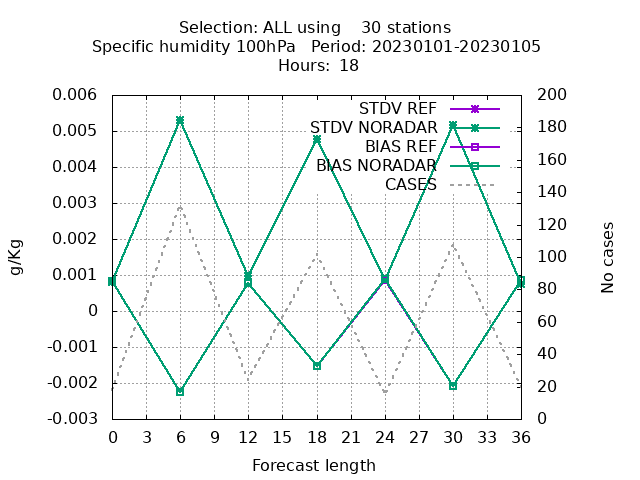 Selection: ALL using    30 stations
Specific humidity 100hPa   Period: 20230101-20230105
Hours: 18
0.006
0.005
0.004
0.003
0.002
0.001
0
-0.001
-0.002
-0.003
g/Kg
STDV REF
STDV NORADAR
BIAS REF
BIAS NORADAR
CASES
200
180
160
140
120
100
80
60
40
20
0
No cases
0 3 6 9 12 15 18 21 24 27 30 33 36
Forecast length